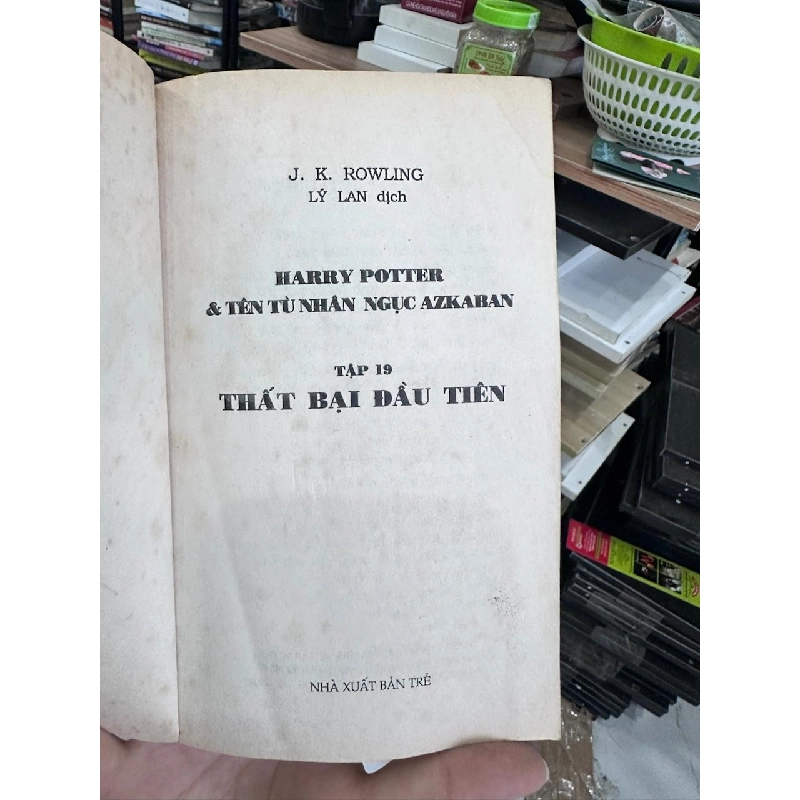 J. K. ROWLING
LÝ LAN dịch
HARRY POTTER
& TÊN TÙ NHÂN NGỤC AZKABAN
TẬP 19
THẤT BẠI ĐẦU TIÊN
NHÀ XUẤT BẢN TRẺ